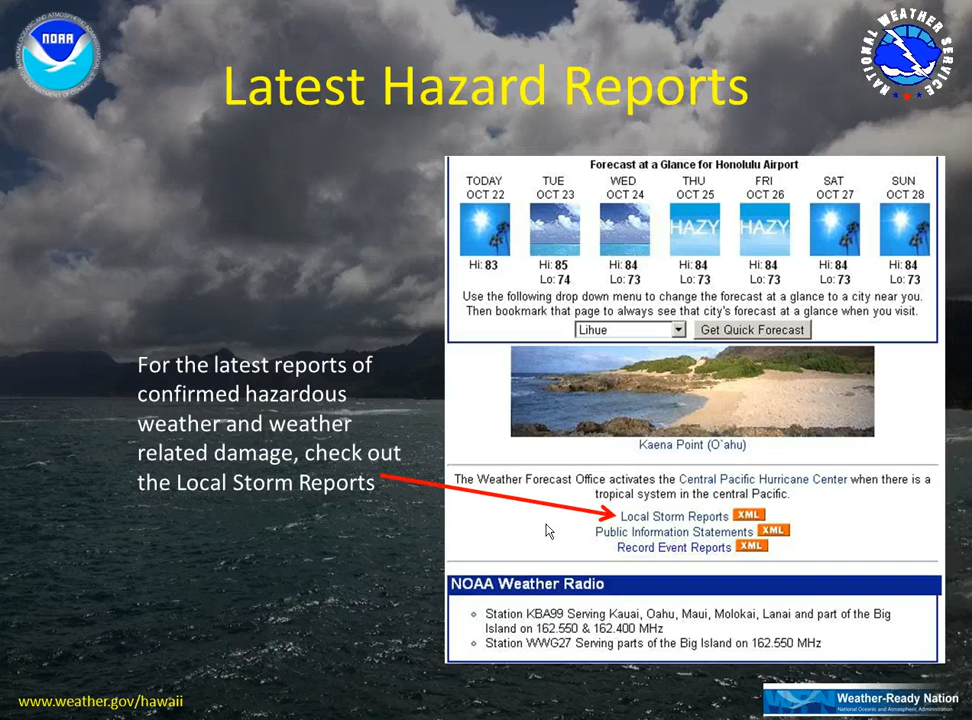 NOAA
NATIONAL WEATHER SERVICE
Latest Hazard Reports
For the latest reports of
confirmed hazardous
weather and weather
related damage, check out
the Local Storm Reports
Forecast at a Glance for Honolulu Airport
TODAY TUE WED THU FRI SAT SUN
OCT 22 OCT 23 OCT 24 OCT 25 OCT 26 OCT 27 OCT 28
HAZY HAZY
Hi: 83 Hi: 85 Hi: 84 Hi: 84 Hi: 84 Hi: 84 Hi: 84
Lo: 74 Lo: 73 Lo: 73 Lo: 73 Lo: 73 Lo: 73
Use the following drop down menu to change the forecast at a glance to a city near you.
Then bookmark that page to always see that city's forecast at a glance when you visit.
Lihue Get Quick Forecast
Kaena Point (O`ahu)
The Weather Forecast Office activates the Central Pacific Hurricane Center when there is a
tropical system in the central Pacific.
Local Storm Reports XML
Public Information Statements XML
Record Event Reports XML
NOAA Weather Radio
Station KBA99 Serving Kauai, Oahu, Maui, Molokai, Lanai and part of the Big
Island on 162.550 & 162.400 MHz
Station WWG27 Serving parts of the Big Island on 162.550 MHz
www.weather.gov/hawaii
Weather-Ready Nation
National Oceanic and Atmospheric Administration